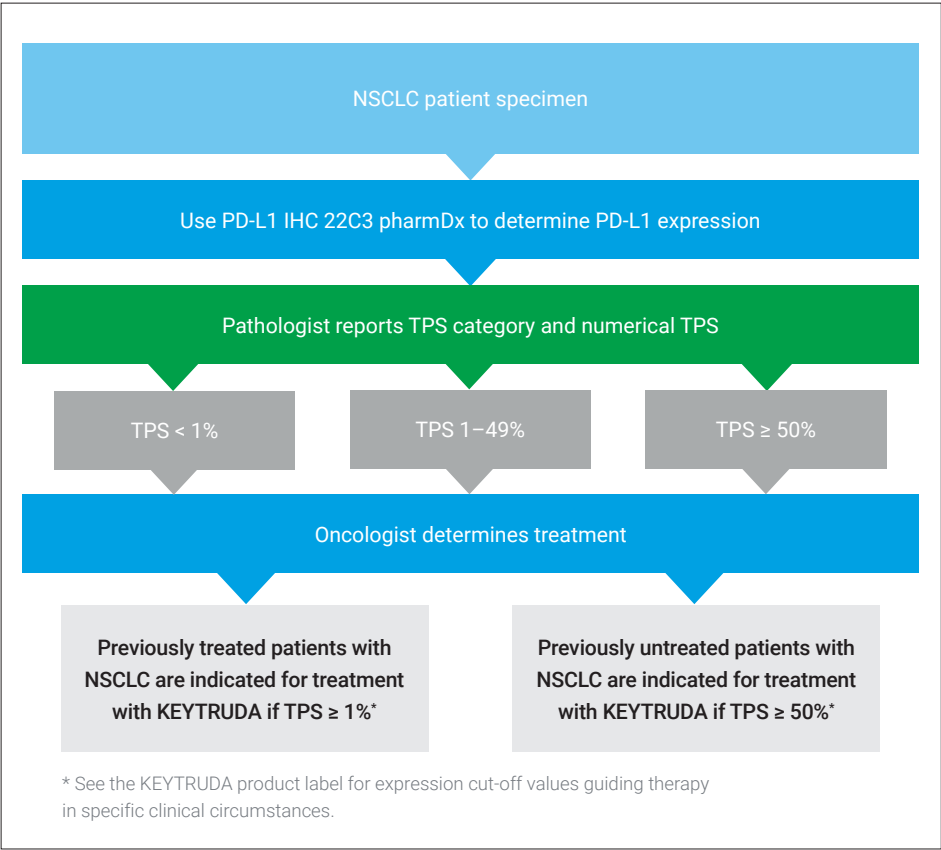 NSCLC patient specimen
Use PD-L1 IHC 22C3 pharmDx to determine PD-L1 expression
Pathologist reports TPS category and numerical TPS
TPS < 1%
TPS 1–49%
TPS ≥ 50%
Oncologist determines treatment
Previously treated patients with
NSCLC are indicated for treatment
with KEYTRUDA if TPS ≥ 1%*
Previously untreated patients with
NSCLC are indicated for treatment
with KEYTRUDA if TPS ≥ 50%*
* See the KEYTRUDA product label for expression cut-off values guiding therapy
in specific clinical circumstances.